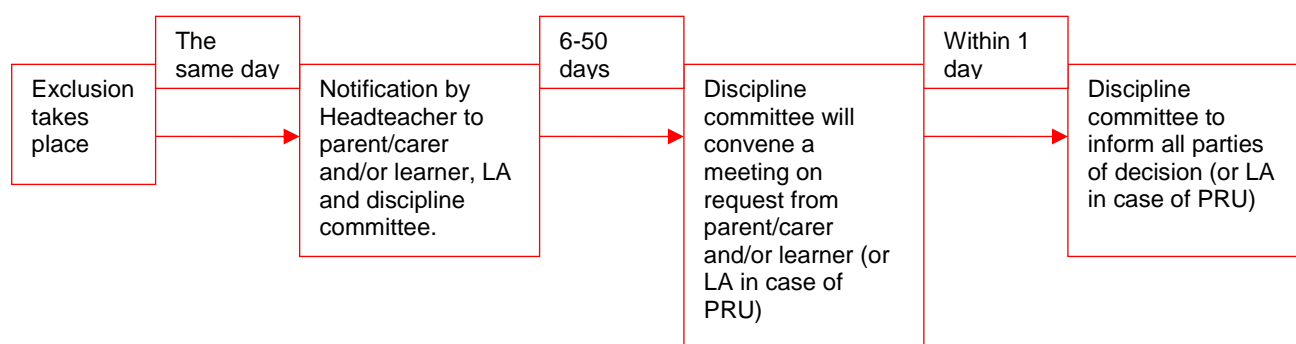 Exclusion
takes
place
The
same day
Notification by
Headteacher to
parent/carer
and/or learner, LA
and discipline
committee.
6-50
days
Discipline
committee will
convene a
meeting on
request from
parent/carer
and/or learner (or
LA in case of
PRU)
Within 1
day
Discipline
committee to
inform all parties
of decision (or LA
in case of PRU)